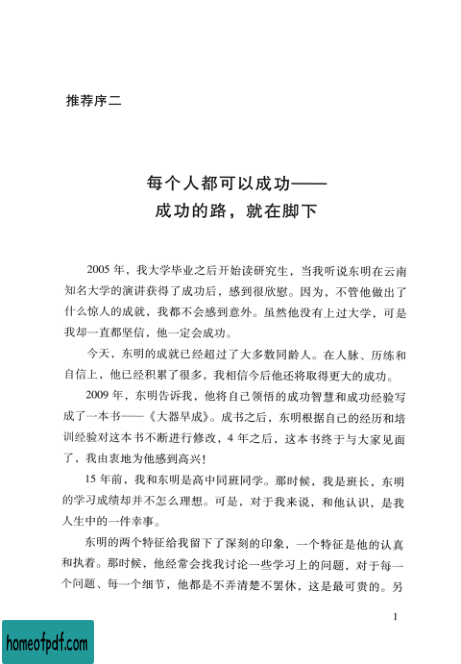 推荐序二
每个人都可以成功——
成功的路，就在脚下
2005 年，我大学毕业之后开始读研究生，当我听说东明在云南
知名大学的演讲获得了成功后，感到很欣慰。因为，不管他做出了
什么惊人的成就，我都不会感到意外。虽然他没有上过大学，可是
我却一直都坚信，他一定会成功。
今天，东明的成就已经超过了大多数同龄人。在人脉、历练和
自信上，他已经积累了很多，我相信今后他还将取得更大的成功。
2009 年，东明告诉我，他将自己领悟的成功智慧和成功经验写
成了一本书——《大器早成》。成书之后，东明根据自己的经历和培
训经验对这本书不断进行修改，4 年之后，这本书终于与大家见面
了，我由衷地为他感到高兴！
15 年前，我和东明是高中同班同学。那时候，我是班长，东明
的学习成绩却并不怎么理想。可是，对于我来说，和他认识，是我
人生中的一件幸事。
东明的两个特征给我留下了深刻的印象，一个特征是他的认真
和执着。那时候，他经常会找我讨论一些学习上的问题，对于每一
个问题、每一个细节，他都是不弄清楚不罢休，这是最可贵的。另
1
homeofpdf.com